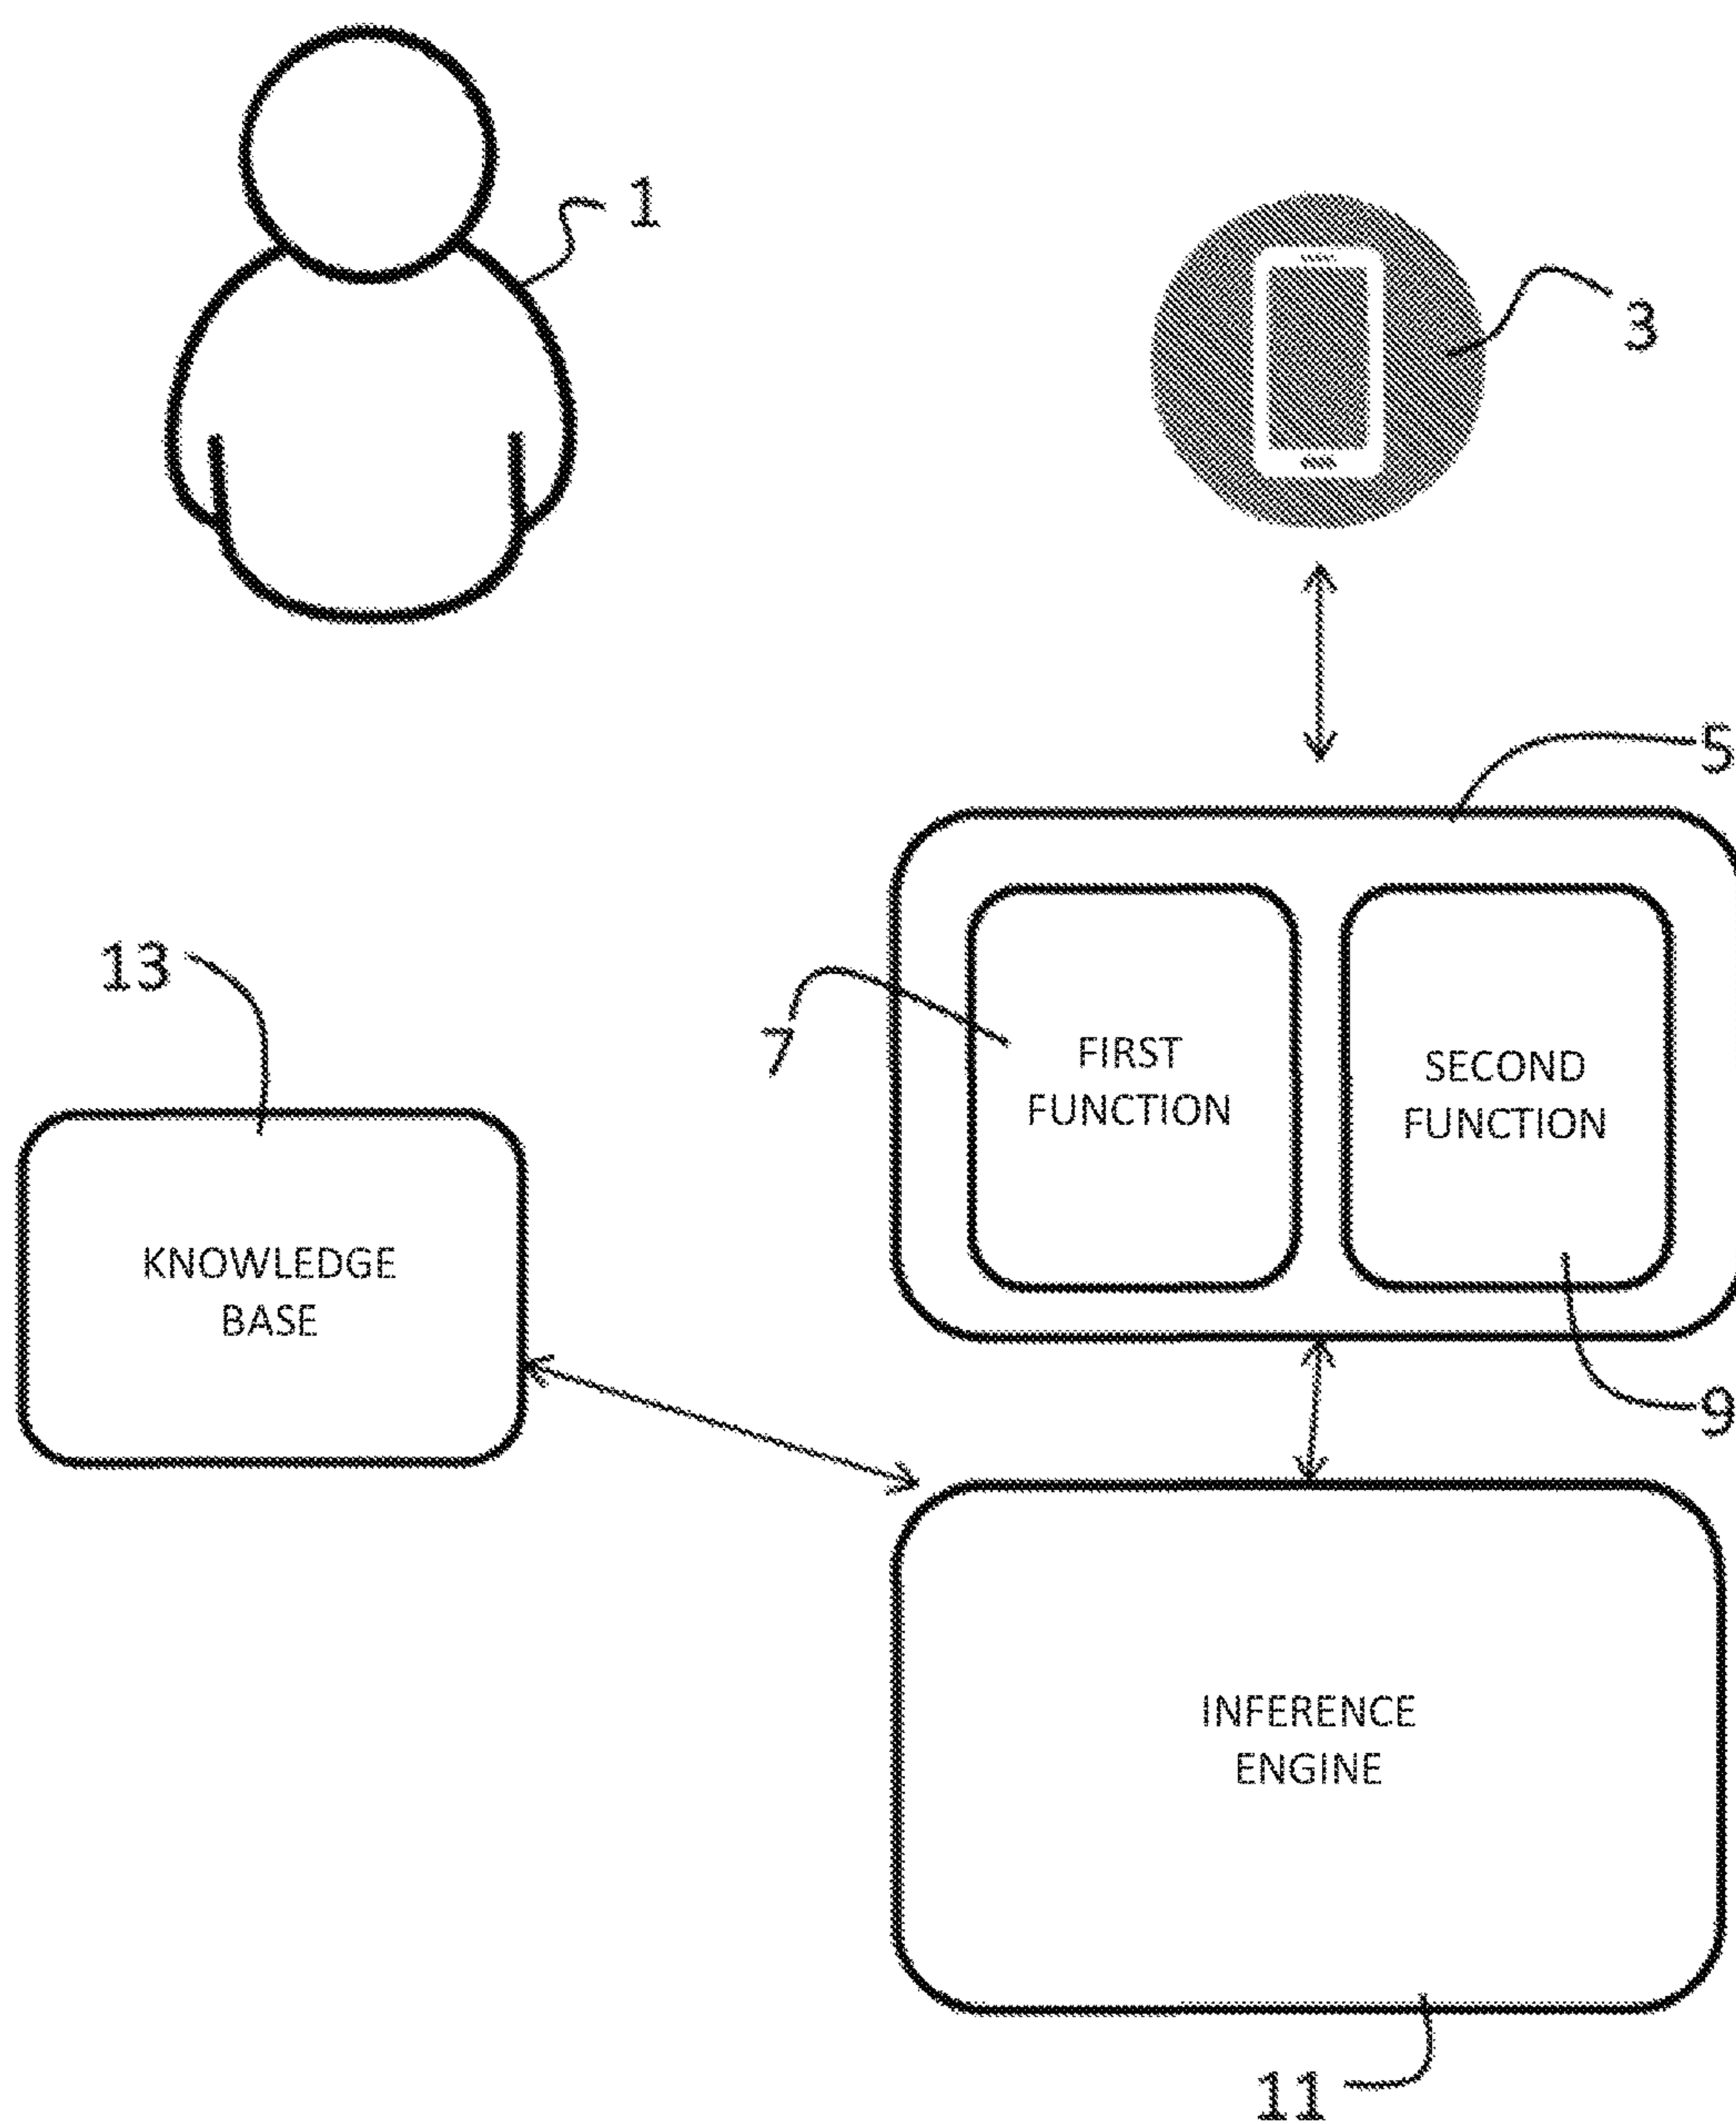 1
3
5
13
7
FIRST
FUNCTION
SECOND
FUNCTION
KNOWLEDGE
BASE
9
INFERENCE
ENGINE
11